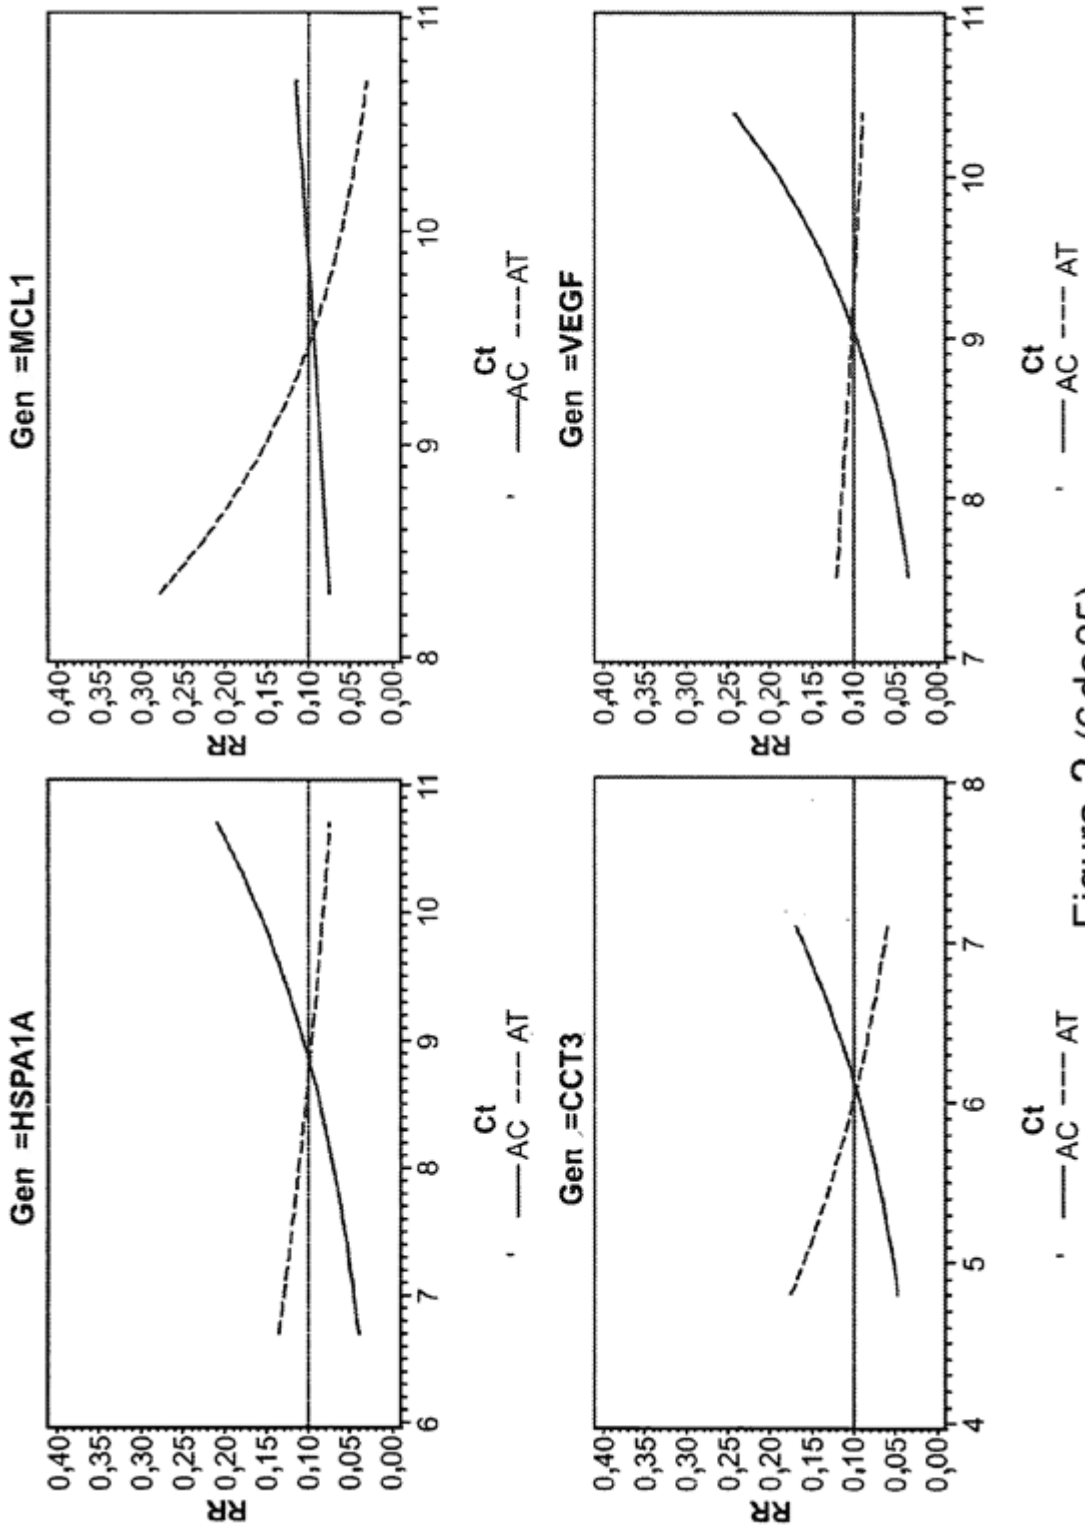 Gen =HSPA1A
RR
0,40
0,35
0,30
0,25
0,20
0,15
0,10
0,05
0,00
6 7 8 9 10 11
Ct
AC AT
Gen =MCL1
RR
0,40
0,35
0,30
0,25
0,20
0,15
0,10
0,05
0,00
8 9 10 11
Ct
AC AT
Gen =CCT3
RR
0,40
0,35
0,30
0,25
0,20
0,15
0,10
0,05
0,00
4 5 6 7 8
Ct
AC AT
Gen =VEGF
RR
0,40
0,35
0,30
0,25
0,20
0,15
0,10
0,05
0,00
7 8 9 10 11
Ct
AC AT
Figure